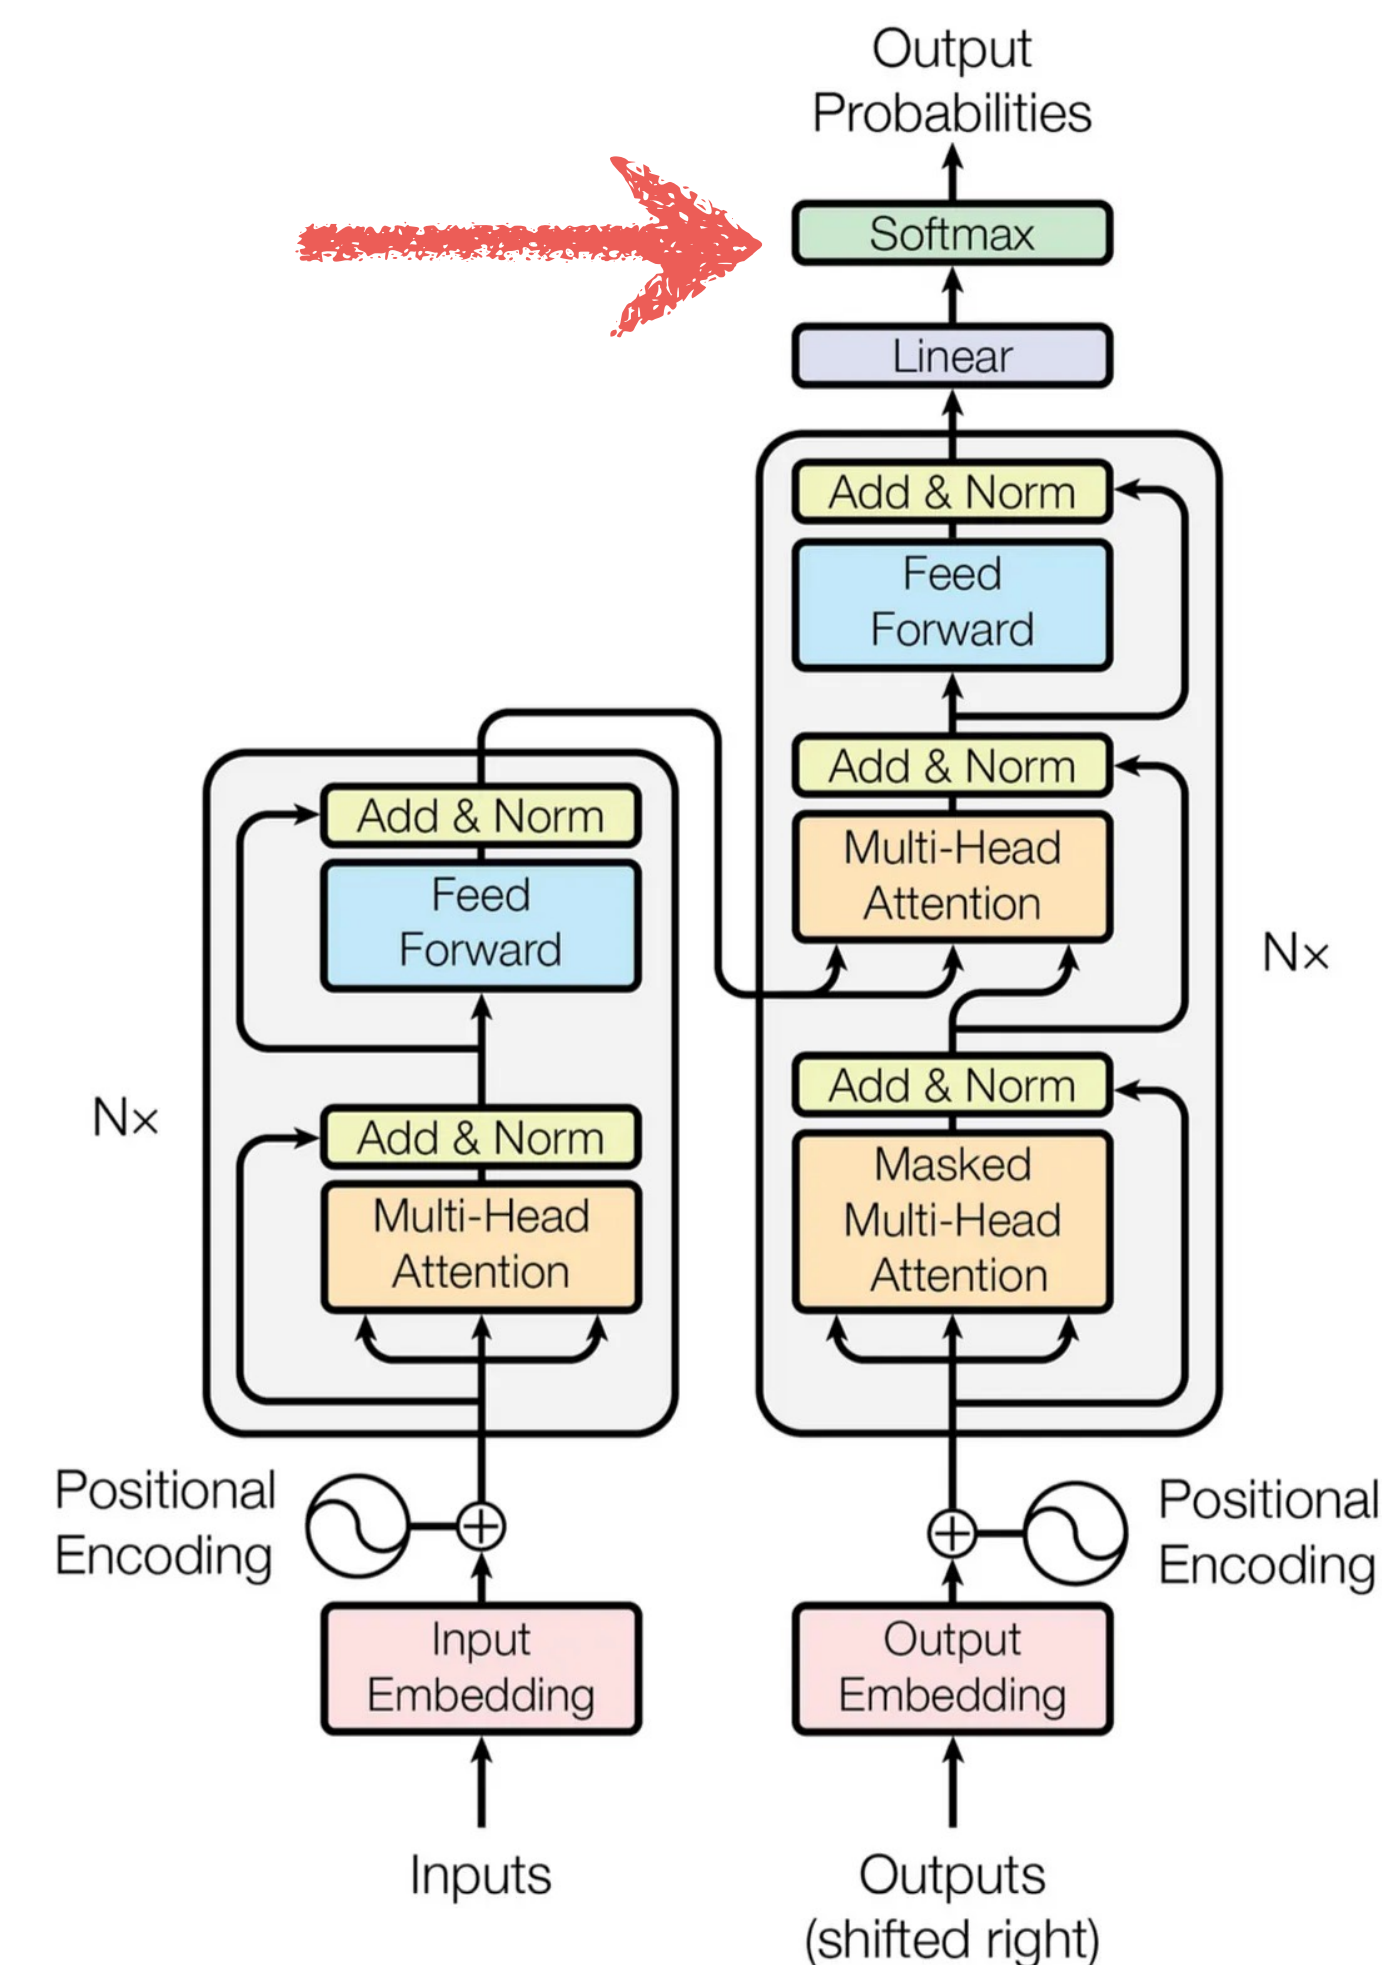 Output
Probabilities
Softmax
Linear
Add & Norm
Feed
Forward
Add & Norm
Multi-Head
Attention
Add & Norm
Masked
Multi-Head
Attention
N×
Add & Norm
Feed
Forward
Add & Norm
Multi-Head
Attention
N×
Positional
Encoding
Positional
Encoding
Input
Embedding
Output
Embedding
Inputs
Outputs
(shifted right)